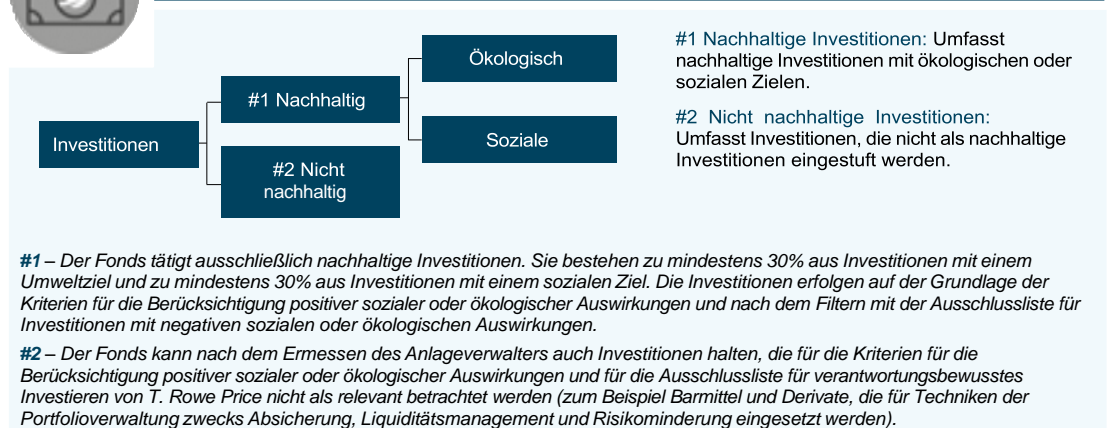 Investitionen
#1 Nachhaltig
#2 Nicht
nachhaltig
Ökologisch
Soziale
#1 Nachhaltige Investitionen: Umfasst
nachhaltige Investitionen mit ökologischen oder
sozialen Zielen.
#2 Nicht nachhaltige Investitionen:
Umfasst Investitionen, die nicht als nachhaltige
Investitionen eingestuft werden.
#1 – Der Fonds tätigt ausschließlich nachhaltige Investitionen. Sie bestehen zu mindestens 30% aus Investitionen mit einem
Umweltziel und zu mindestens 30% aus Investitionen mit einem sozialen Ziel. Die Investitionen erfolgen auf der Grundlage der
Kriterien für die Berücksichtigung positiver sozialer oder ökologischer Auswirkungen und nach dem Filtern mit der Ausschlussliste für
Investitionen mit negativen sozialen oder ökologischen Auswirkungen.
#2 – Der Fonds kann nach dem Ermessen des Anlageverwalters auch Investitionen halten, die für die Kriterien für die
Berücksichtigung positiver sozialer oder ökologischer Auswirkungen und für die Ausschlussliste für verantwortungsbewusstes
Investieren von T. Rowe Price nicht als relevant betrachtet werden (zum Beispiel Barmittel und Derivate, die für Techniken der
Portfolioverwaltung zwecks Absicherung, Liquiditätsmanagement und Risikominderung eingesetzt werden).